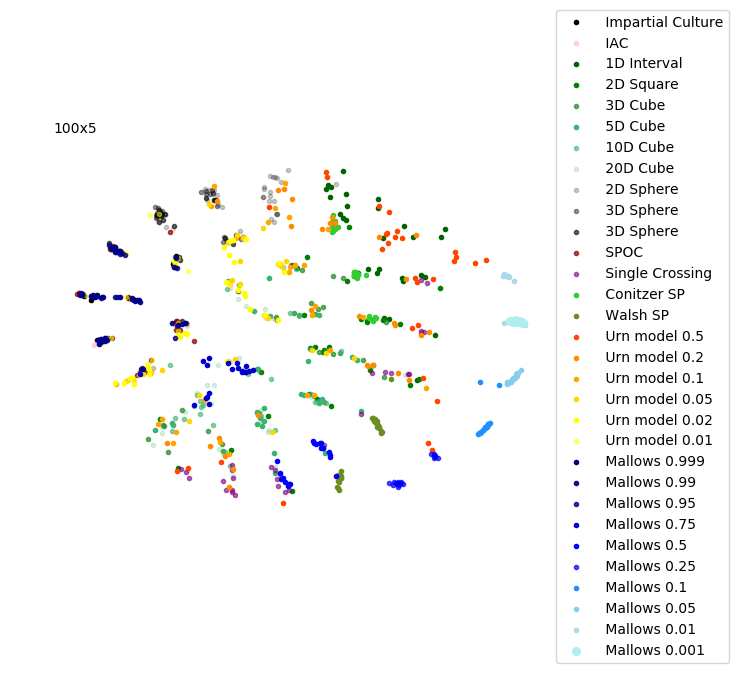 Impartial Culture
IAC
1D Interval
2D Square
3D Cube
5D Cube
10D Cube
20D Cube
2D Sphere
3D Sphere
3D Sphere
SPOC
Single Crossing
Conitzer SP
Walsh SP
Urn model 0.5
Urn model 0.2
Urn model 0.1
Urn model 0.05
Urn model 0.02
Urn model 0.01
Mallows 0.999
Mallows 0.99
Mallows 0.95
Mallows 0.75
Mallows 0.5
Mallows 0.25
Mallows 0.1
Mallows 0.05
Mallows 0.01
Mallows 0.001
100x5